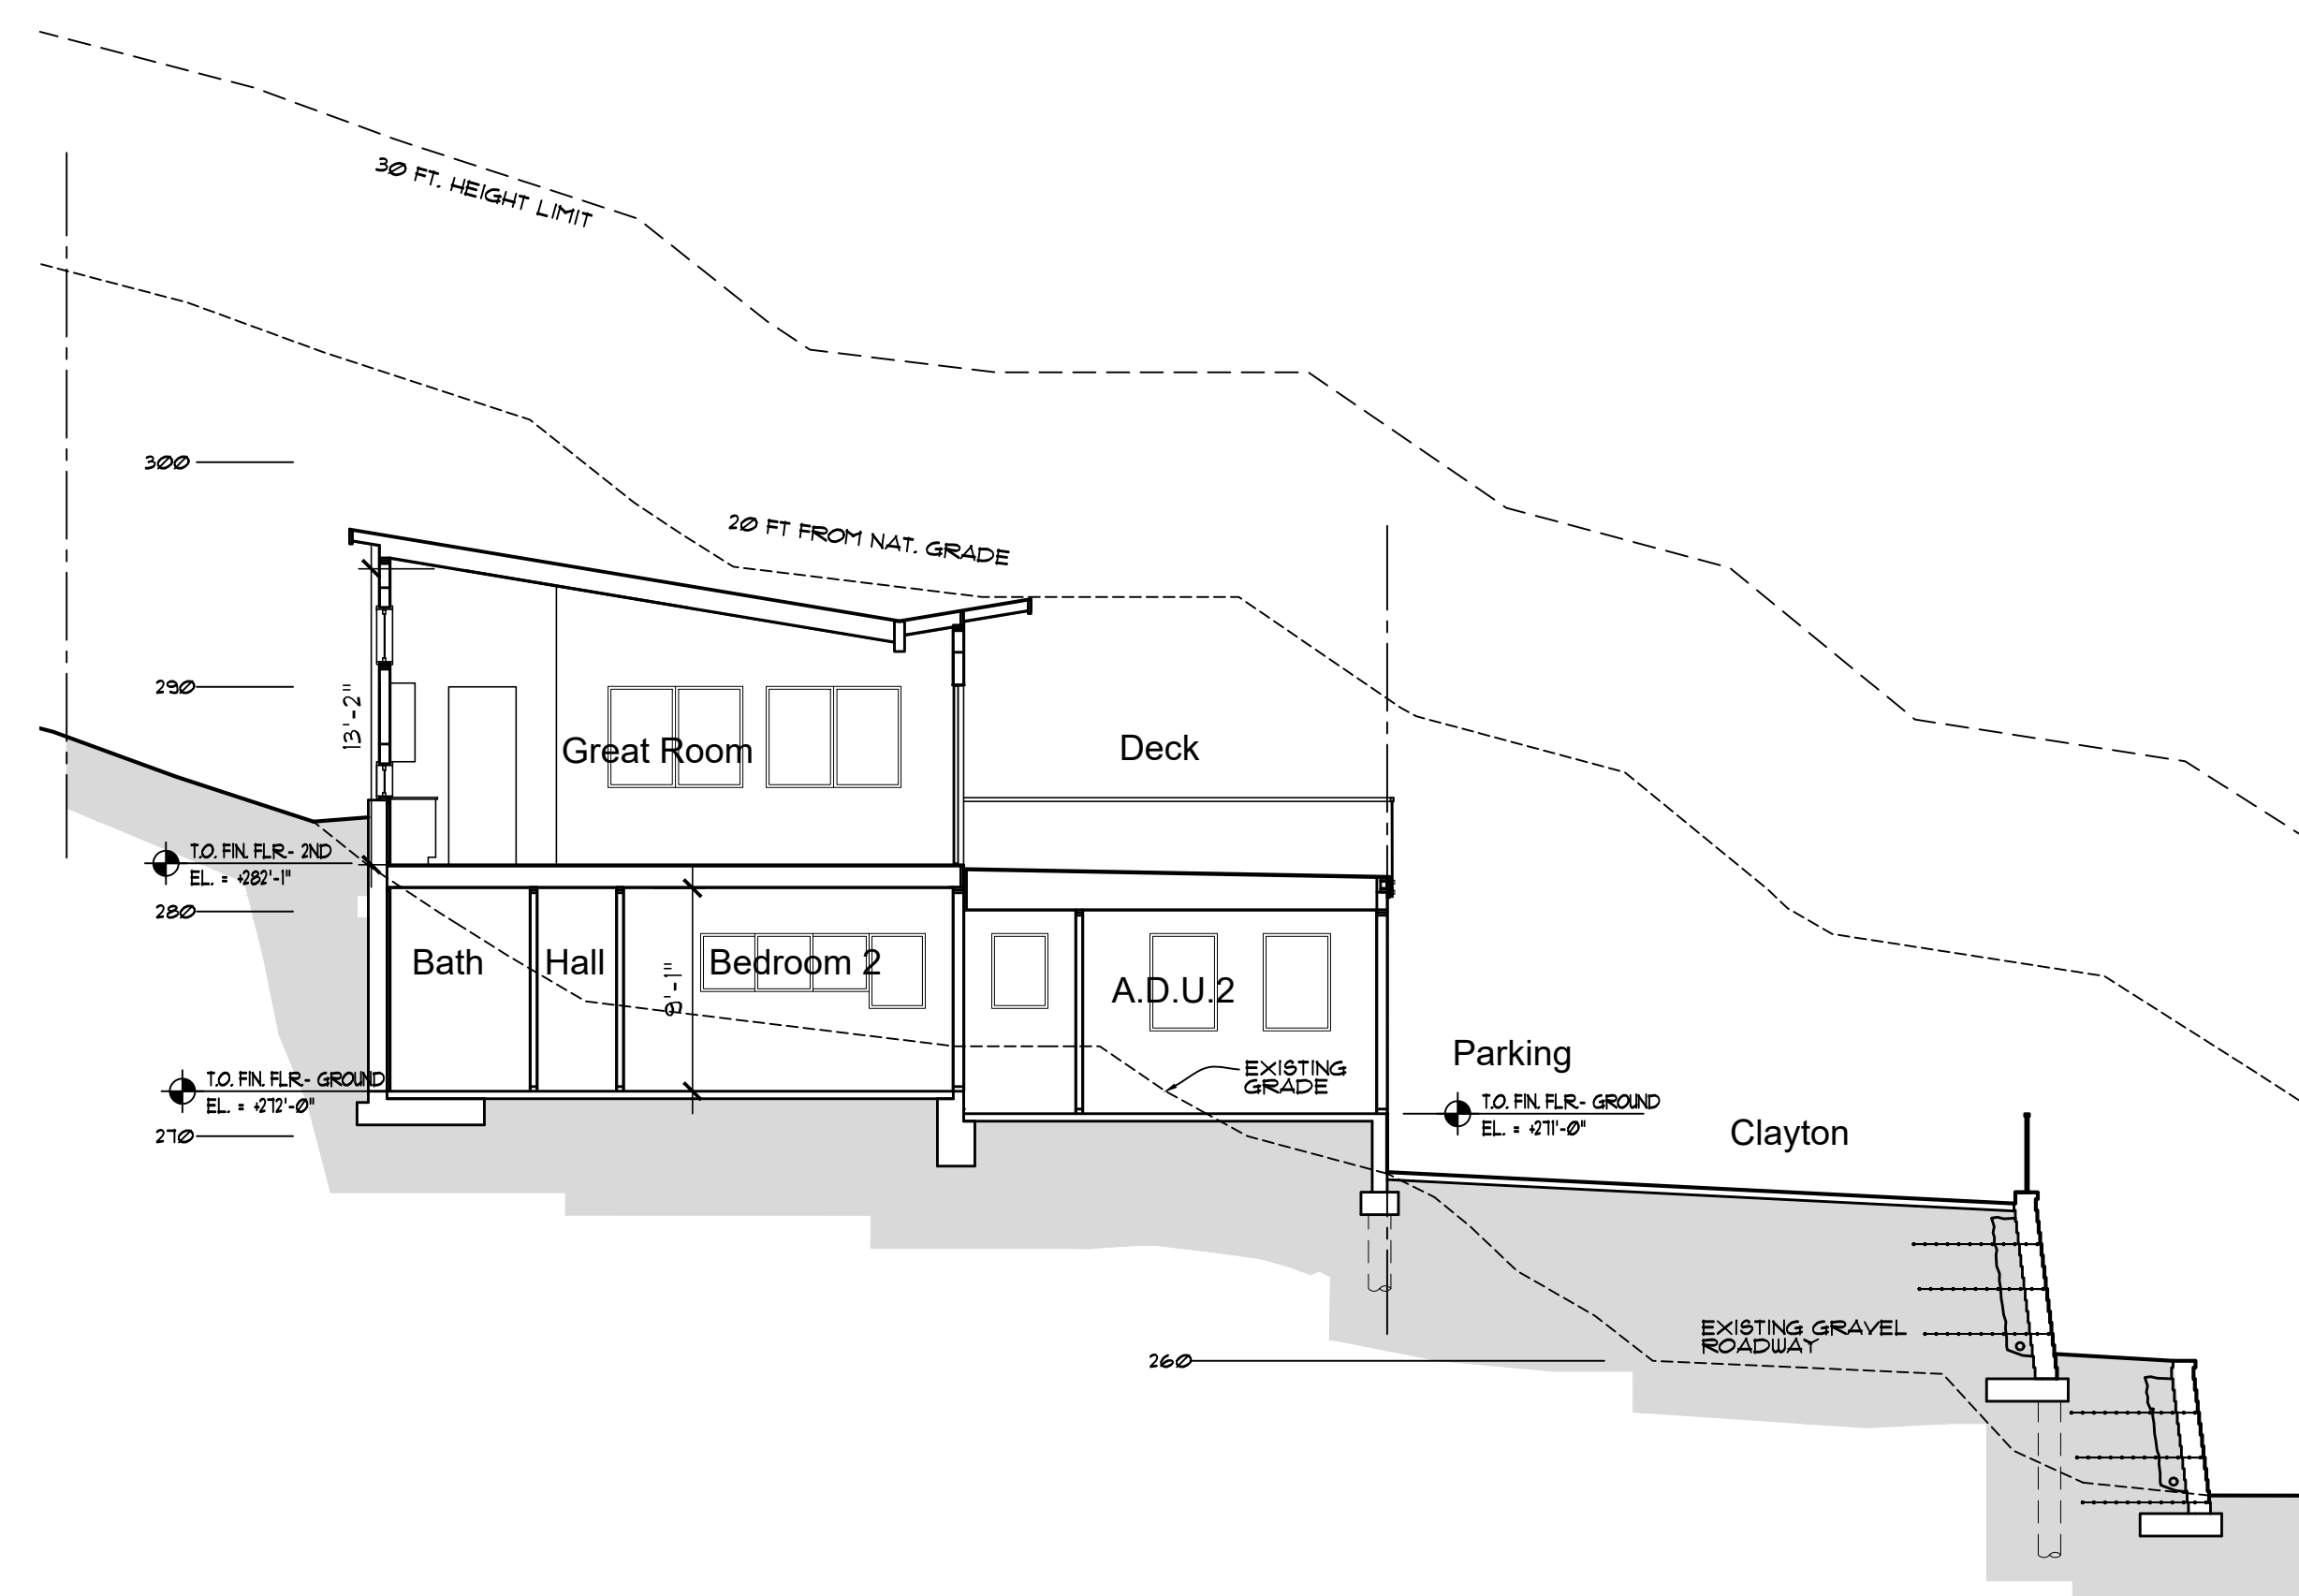 30 FT. HEIGHT LIMIT
300
20 FT FROM NAT. GRADE
290
13'-2"
Great Room
Deck
T.O. FIN. FLR.- 2ND
EL. = +282'-1"
280
Bath
Hall
9'-1"
Bedroom 2
A.D.U.2
EXISTING
GRADE
Parking
T.O. FIN. FLR.- GROUND
EL. = +272'-0"
270
T.O. FIN. FLR.- GROUND
EL. = +271'-0"
Clayton
EXISTING GRAVEL
ROADWAY
260